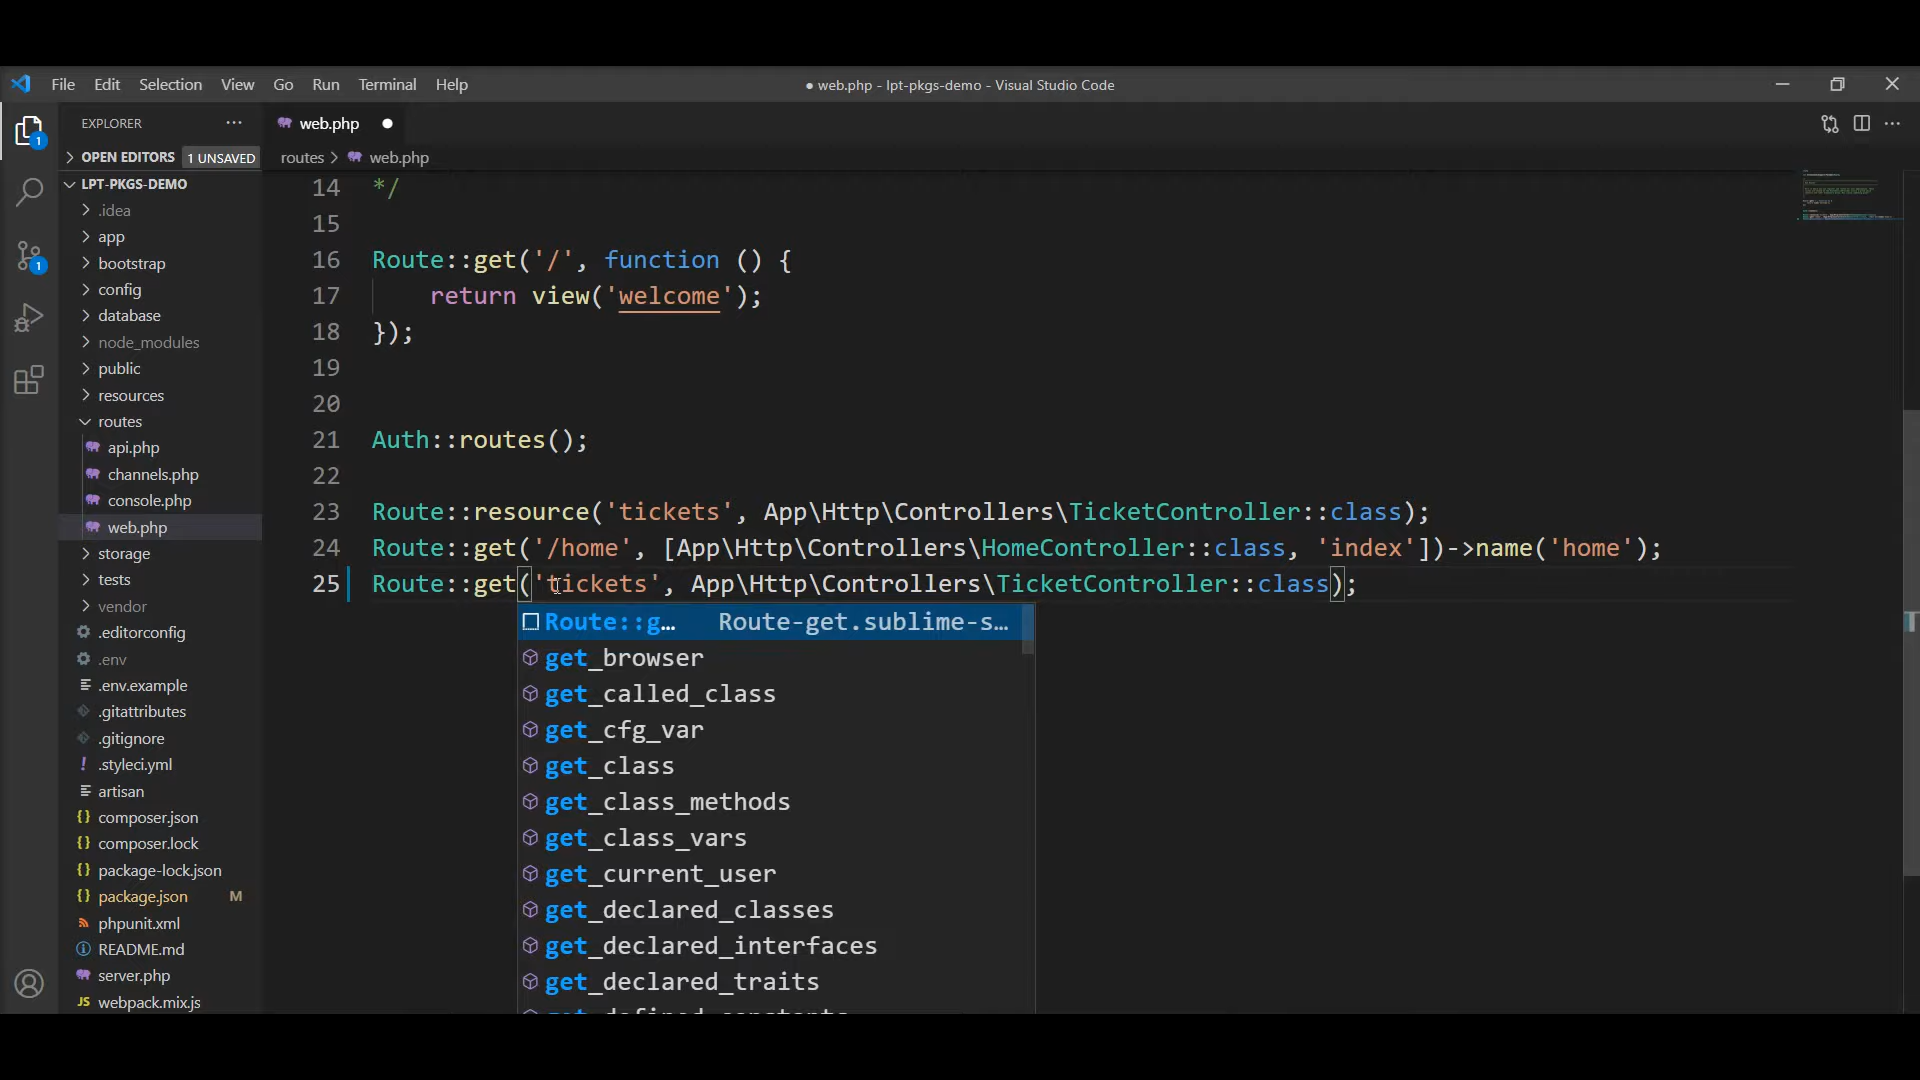 File Edit Selection View Go Run Terminal Help
● web.php - lpt-pkgs-demo - Visual Studio Code
EXPLORER
OPEN EDITORS 1 UNSAVED
LPT-PKGS-DEMO
.idea
app
bootstrap
config
database
node_modules
public
resources
routes
api.php
channels.php
console.php
web.php
storage
tests
vendor
.editorconfig
.env
.env.example
.gitattributes
.gitignore
.styleci.yml
artisan
composer.json
composer.lock
package-lock.json
package.json M
phpunit.xml
README.md
server.php
webpack.mix.js
1
1
web.php
routes > web.php
14 */
15
16 Route::get('/', function () {
17     return view('welcome');
18 });
19
20
21 Auth::routes();
22
23 Route::resource('tickets', App\Http\Controllers\TicketController::class);
24 Route::get('/home', [App\Http\Controllers\HomeController::class, 'index'])->name('home');
25 Route::get('tickets', App\Http\Controllers\TicketController::class);
Route::g… Route-get.sublime-s…
get_browser
get_called_class
get_cfg_var
get_class
get_class_methods
get_class_vars
get_current_user
get_declared_classes
get_declared_interfaces
get_declared_traits